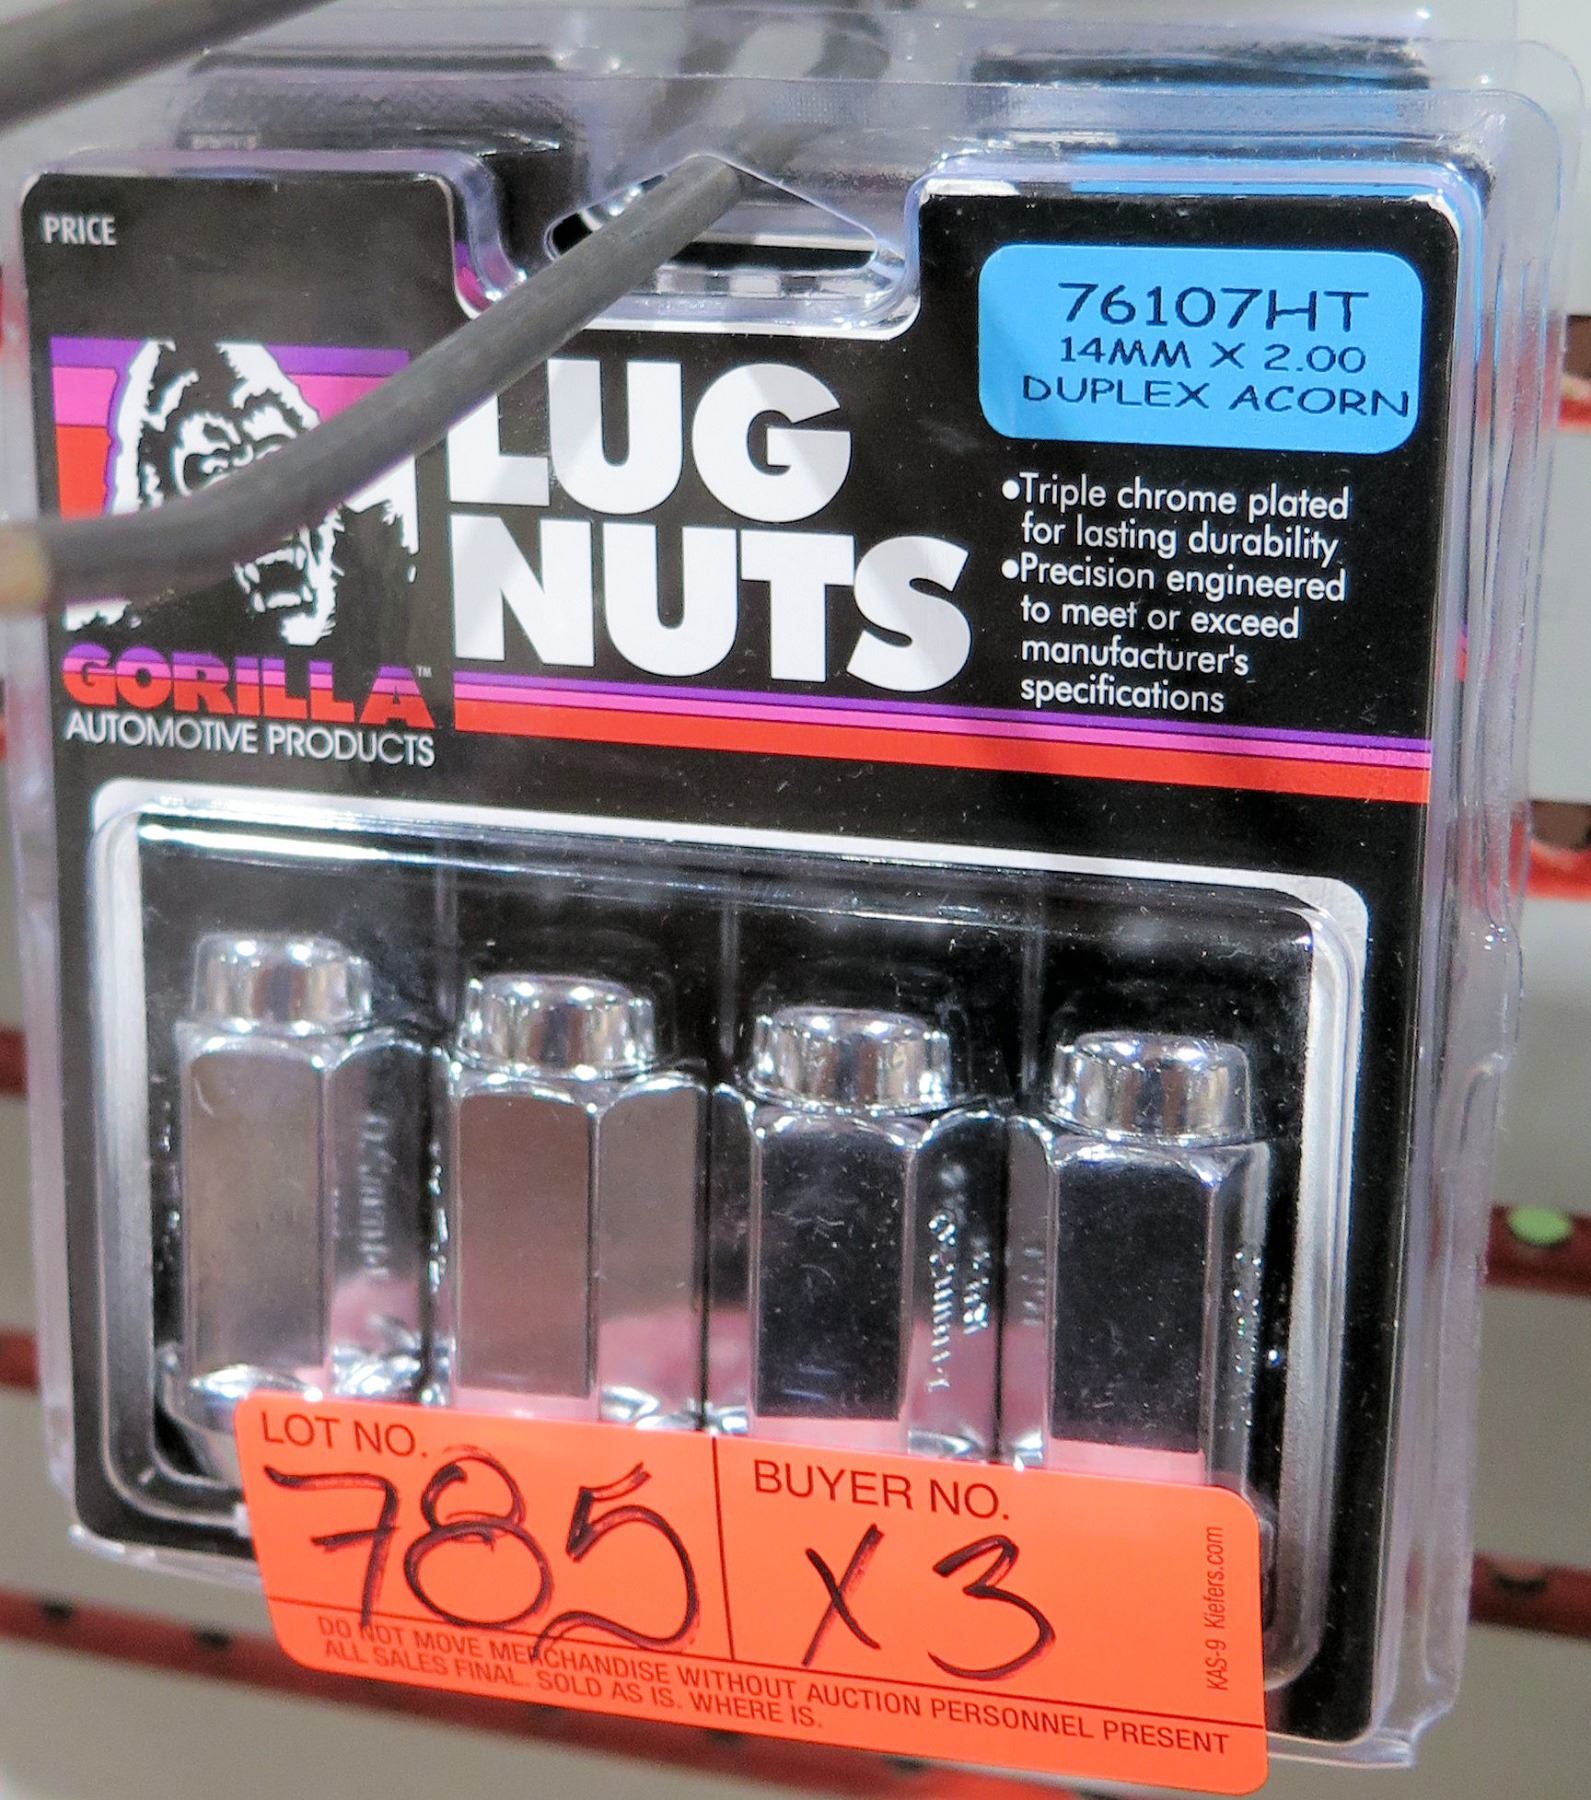 PRICE
76107HT
14MM X 2.00
DUPLEX ACORN
LUG
NUTS
•Triple chrome plated
for lasting durability
•Precision engineered
to meet or exceed
manufacturer's
specifications
GORILLA™
AUTOMOTIVE PRODUCTS
LOT NO.
785
BUYER NO.
X3
KAS-9 Kiefers.com
DO NOT MOVE MERCHANDISE WITHOUT AUCTION PERSONNEL PRESENT
ALL SALES FINAL. SOLD AS IS. WHERE IS.